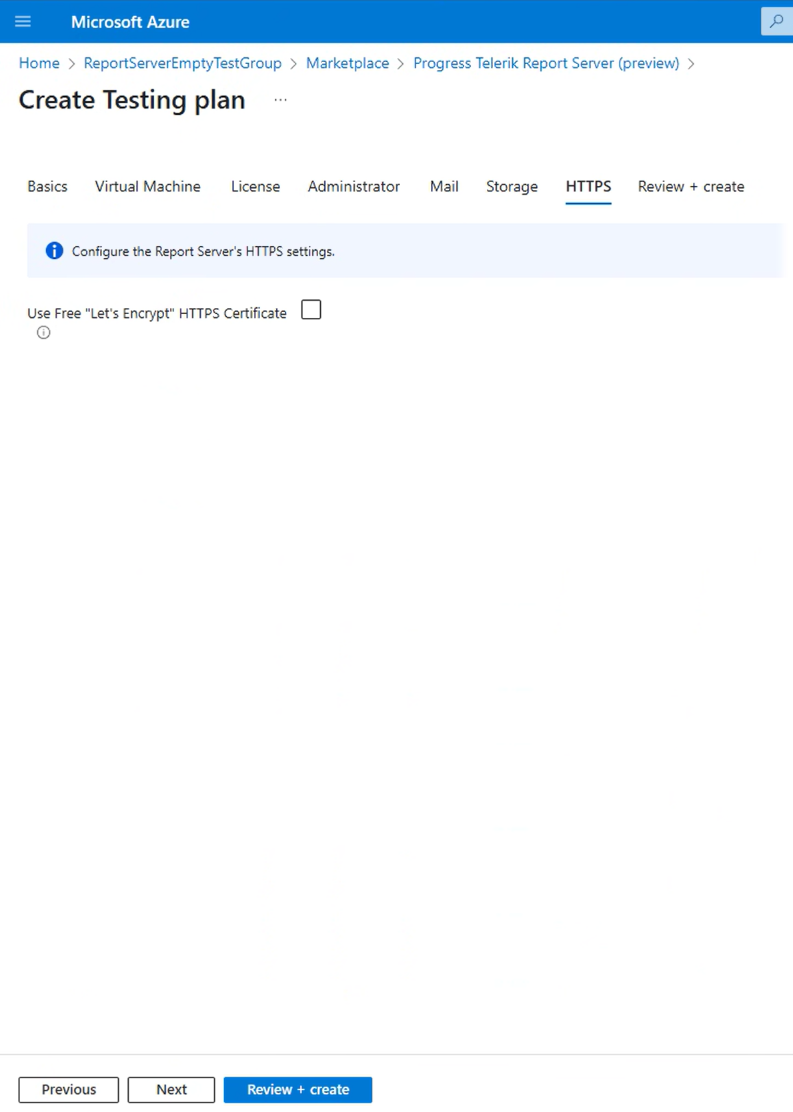 Microsoft Azure
Home > ReportServerEmptyTestGroup > Marketplace > Progress Telerik Report Server (preview) >
Create Testing plan ...
Basics Virtual Machine License Administrator Mail Storage HTTPS Review + create
Configure the Report Server's HTTPS settings.
Use Free "Let's Encrypt" HTTPS Certificate
Previous Next Review + create